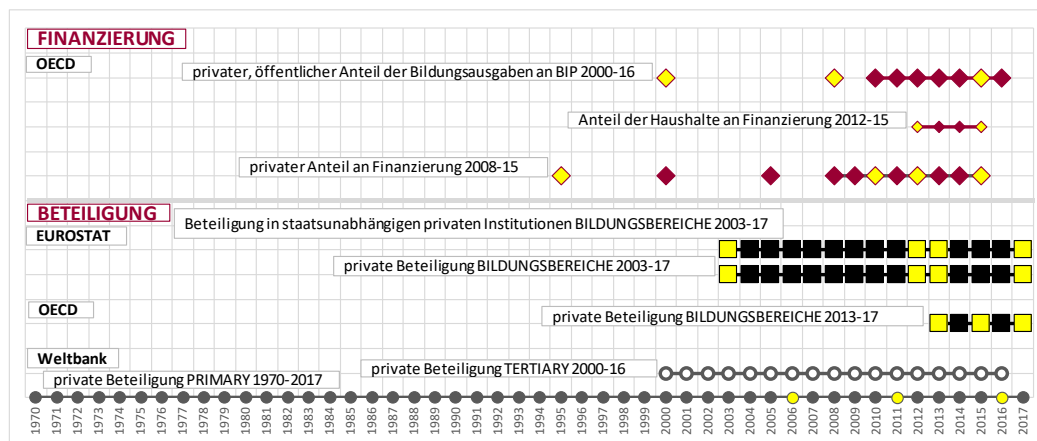 FINANZIERUNG
OECD
privater, öffentlicher Anteil der Bildungsausgaben an BIP 2000-16
Anteil der Haushalte an Finanzierung 2012-15
privater Anteil an Finanzierung 2008-15
BETEILIGUNG
Beteiligung in staatsunabhängigen privaten Institutionen BILDUNGSBEREICHE 2003-17
EUROSTAT
private Beteiligung BILDUNGSBEREICHE 2003-17
OECD
private Beteiligung BILDUNGSBEREICHE 2013-17
Weltbank
private Beteiligung TERTIARY 2000-16
private Beteiligung PRIMARY 1970-2017
1970 1971 1972 1973 1974 1975 1976 1977 1978 1979 1980 1981 1982 1983 1984 1985 1986 1987 1988 1989 1990 1991 1992 1993 1994 1995 1996 1997 1998 1999 2000 2001 2002 2003 2004 2005 2006 2007 2008 2009 2010 2011 2012 2013 2014 2015 2016 2017